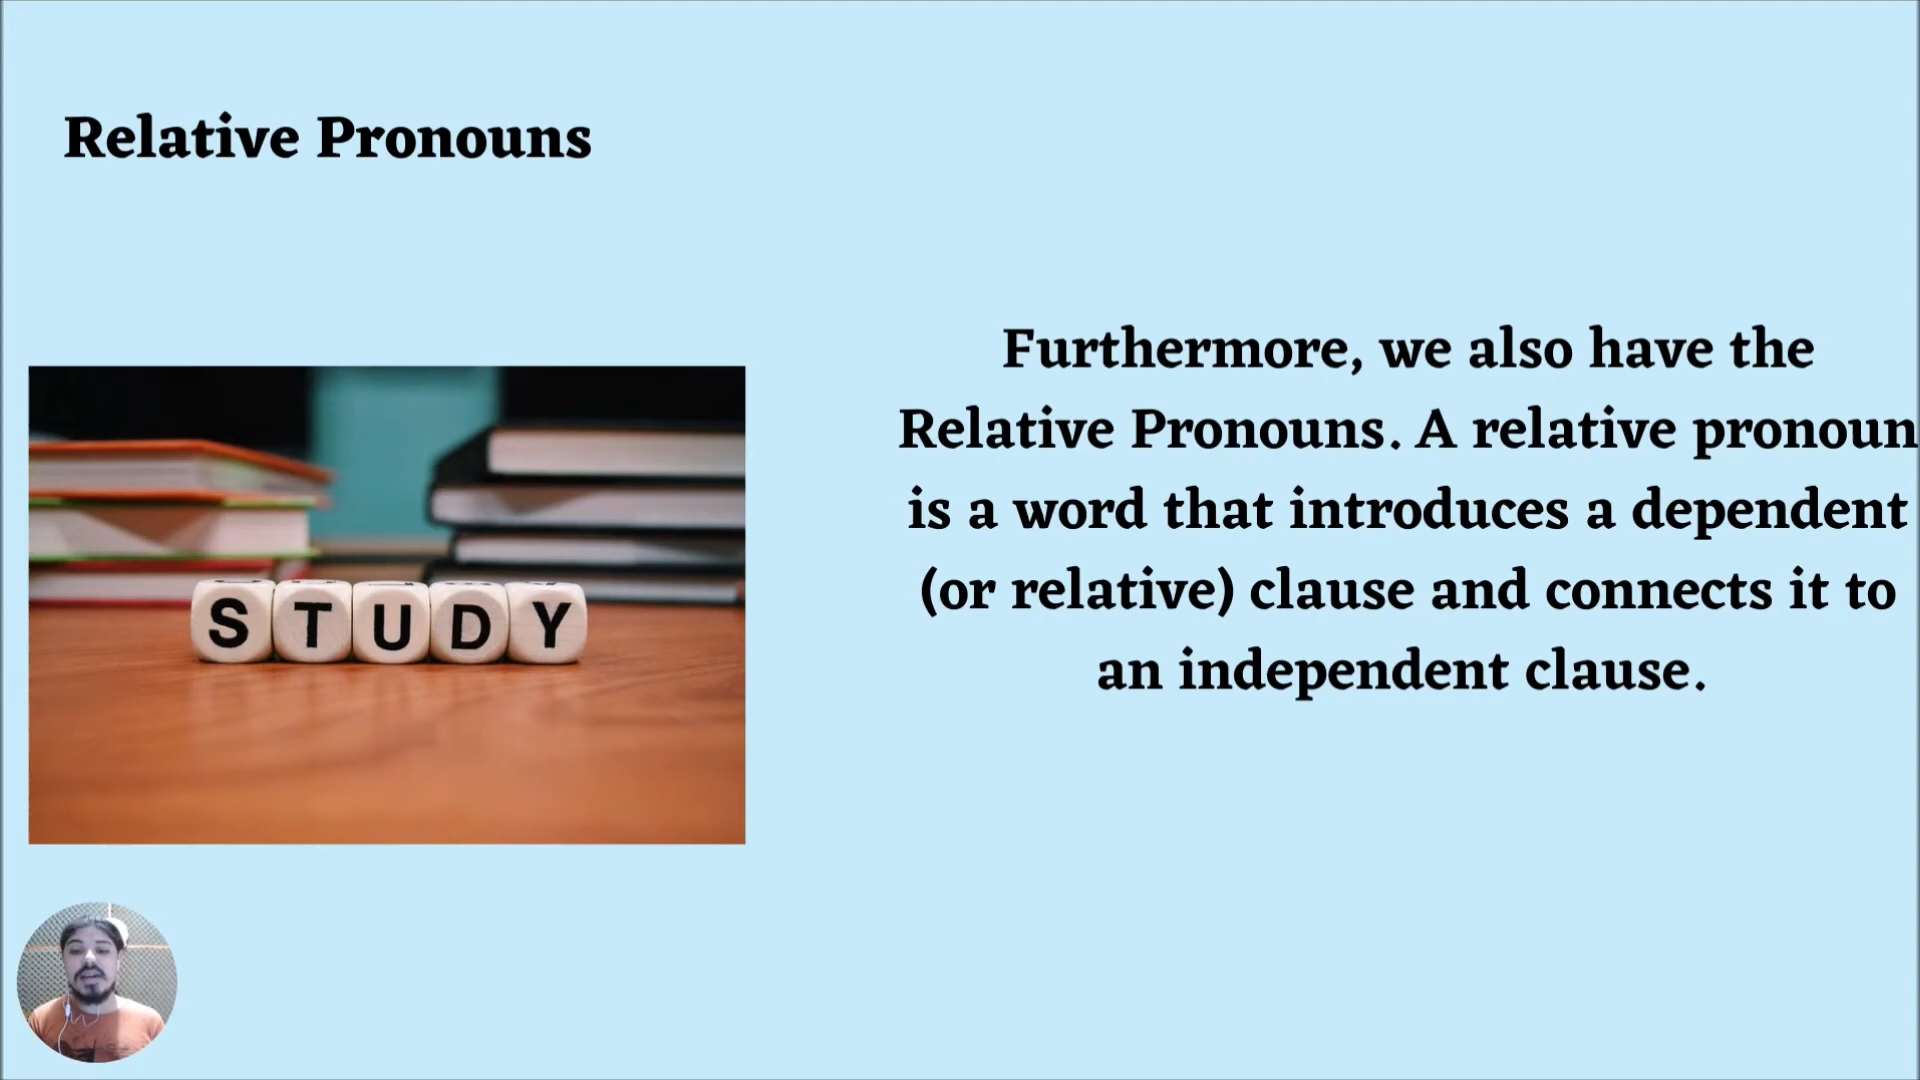 Relative Pronouns
Furthermore, we also have the
Relative Pronouns. A relative pronoun
is a word that introduces a dependent
(or relative) clause and connects it to
an independent clause.
STUDY